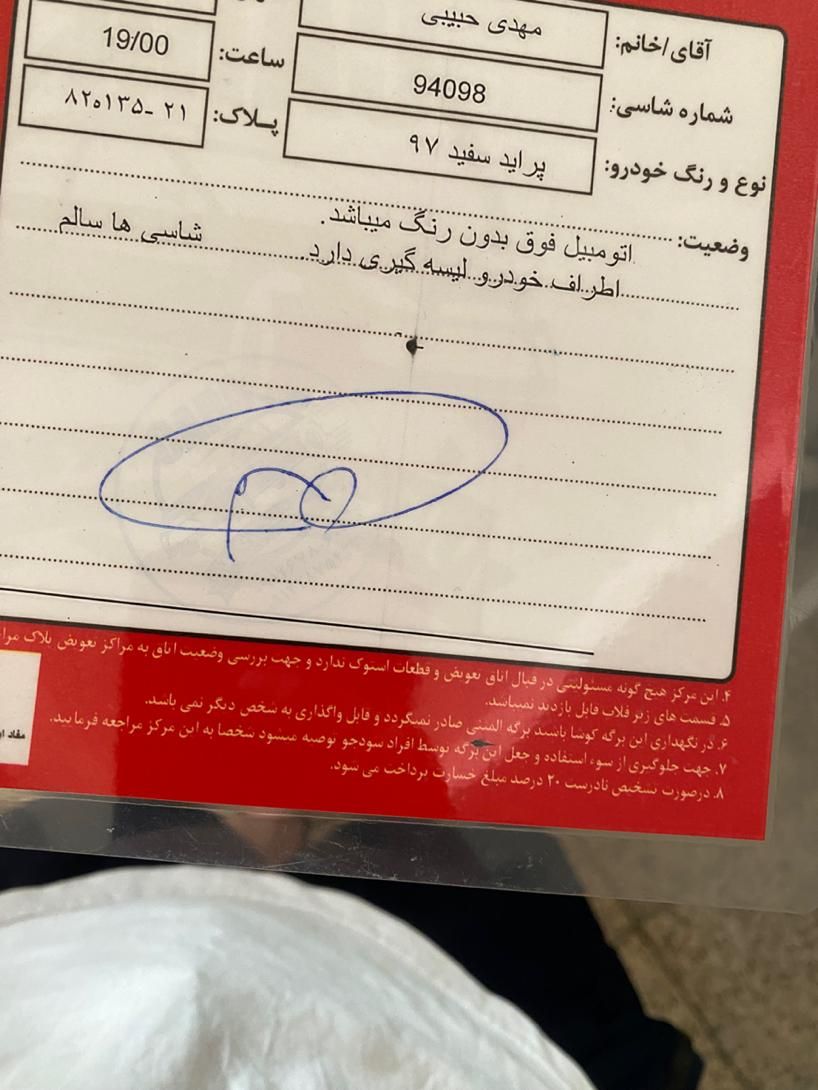 آقای/خانم: مهدی حبیبی
شماره شاسی: 94098 ساعت: 19/00
نوع و رنگ خودرو: پراید سفید ۹۷ پلاک: ۸۲۰۱۳۵- ۲۱
وضعیت: اتومبیل فوق بدون رنگ میباشد.
اطراف خودرو لیسه گیری دارد. شاسی ها سالم
۴. این مرکز هیچ گونه مسئولیتی در قبال اتاق تعویض و قطعات استوک ندارد و جهت بررسی وضعیت اتاق به مراکز تعویض پلاک
۵. قسمت های زیر قلاب قابل بازدید نمیباشد.
۶. در نگهداری این برگه کوشا باشید برگه المثنی صادر نمیگردد و قابل واگذاری به شخص دیگر نمی باشد.
۷. جهت جلوگیری از سوء استفاده و جعل این برگه توسط افراد سودجو توصیه میشود شخصا به این مرکز مراجعه فرمایید.
۸. درصورت تشخیص نادرست ۲۰ درصد مبلغ خسارت پرداخت می شود.
مفاد